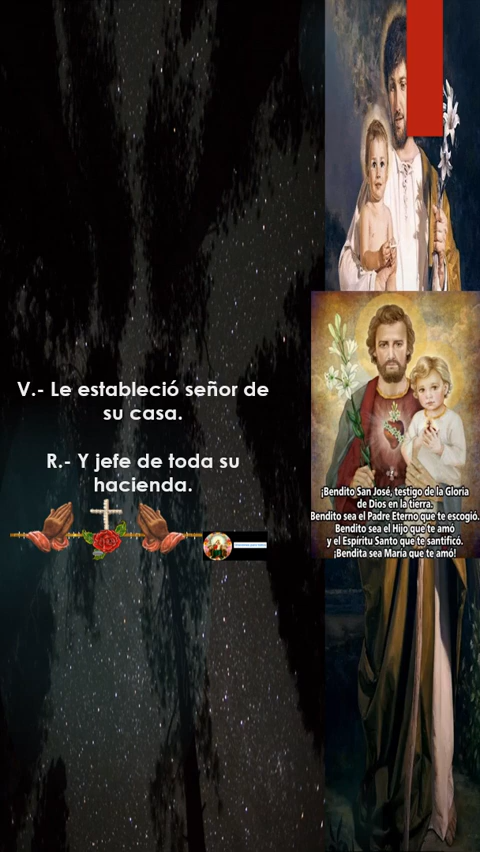 V.- Le estableció señor de
su casa.
R.- Y jefe de toda su
hacienda.
¡Bendito San José, testigo de la Gloria
de Dios en la tierra.
Bendito sea el Padre Eterno que te escogió.
Bendito sea el Hijo que te amó
y el Espíritu Santo que te santificó.
¡Bendita sea María que te amó!